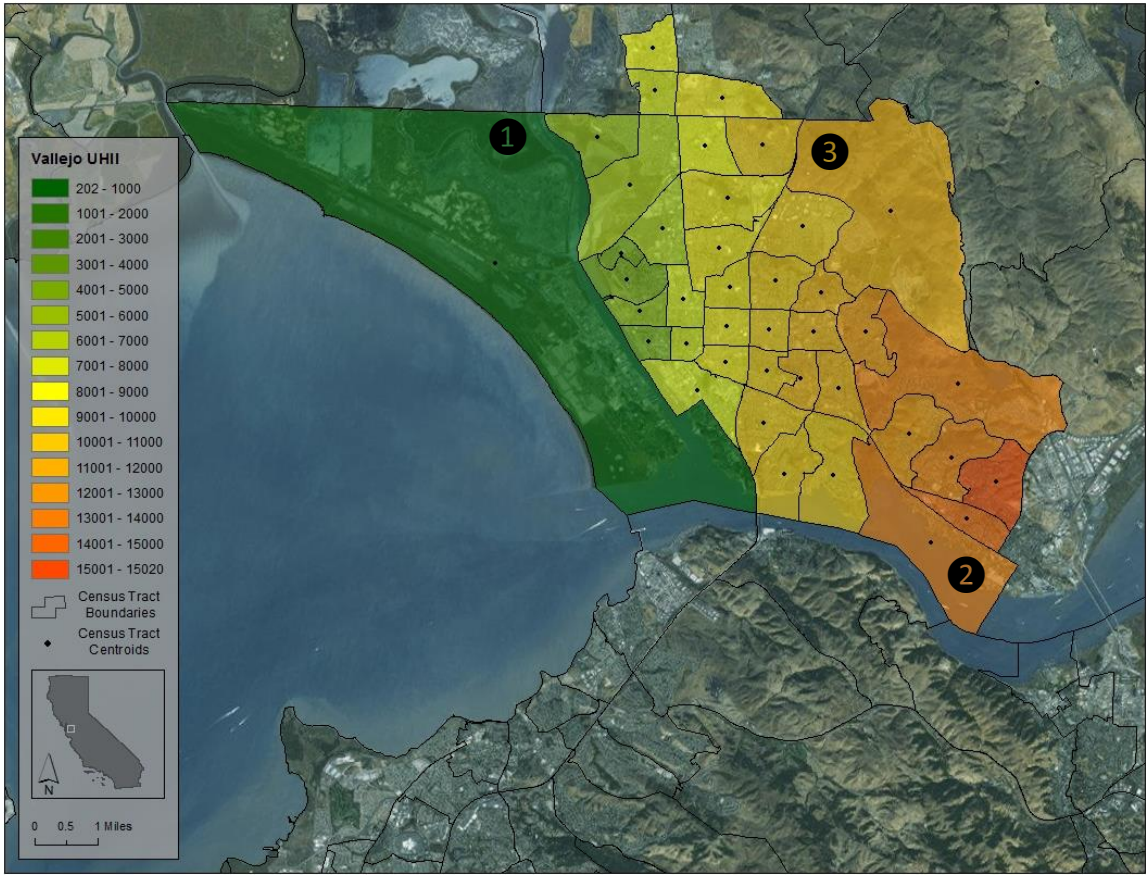 1
3
2
Vallejo UHII
202 - 1000
1001 - 2000
2001 - 3000
3001 - 4000
4001 - 5000
5001 - 6000
6001 - 7000
7001 - 8000
8001 - 9000
9001 - 10000
10001 - 11000
11001 - 12000
12001 - 13000
13001 - 14000
14001 - 15000
15001 - 15020
Census Tract
Boundaries
Census Tract
Centroids
N
0 0.5 1 Miles